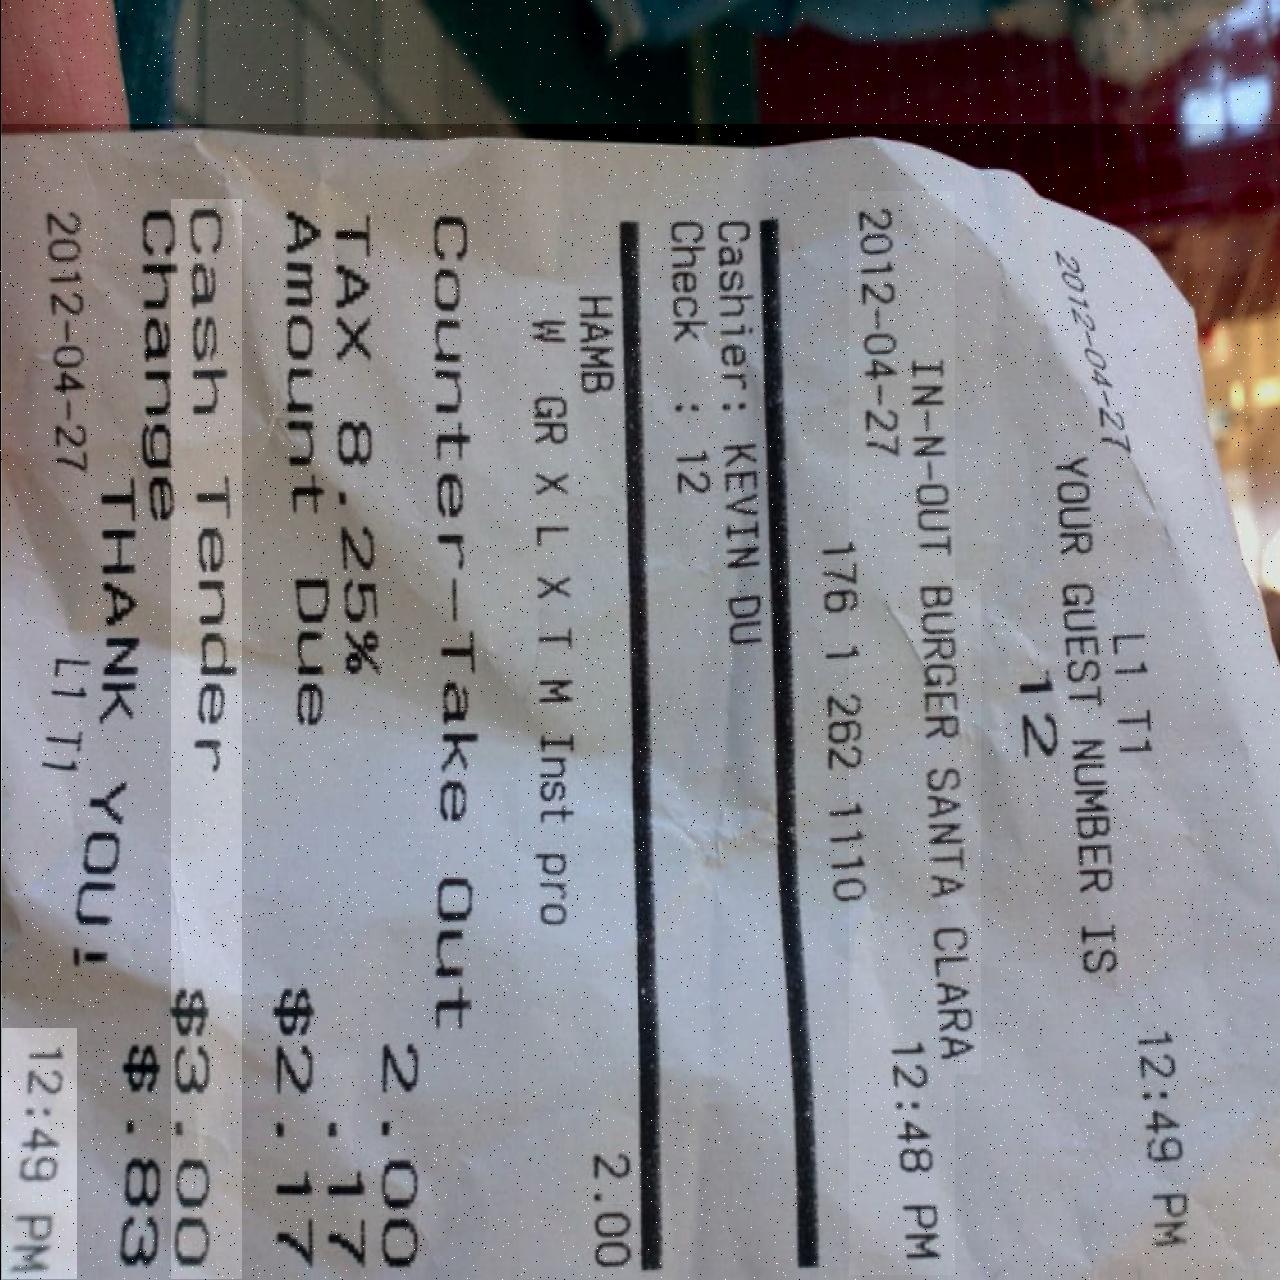 2012-04-27 L1 T1 12:49 PM
YOUR GUEST NUMBER IS
12
IN-N-OUT BURGER SANTA CLARA
2012-04-27 12:48 PM
176 1 262 1110
Cashier: KEVIN DU
Check : 12
HAMB 2.00
W GR X L X T M Inst pro
Counter-Take Out 2.00
TAX 8.25% .17
Amount Due $2.17
Cash Tender $3.00
Change $.83
THANK YOU!
2012-04-27 L1 T1 12:49 PM